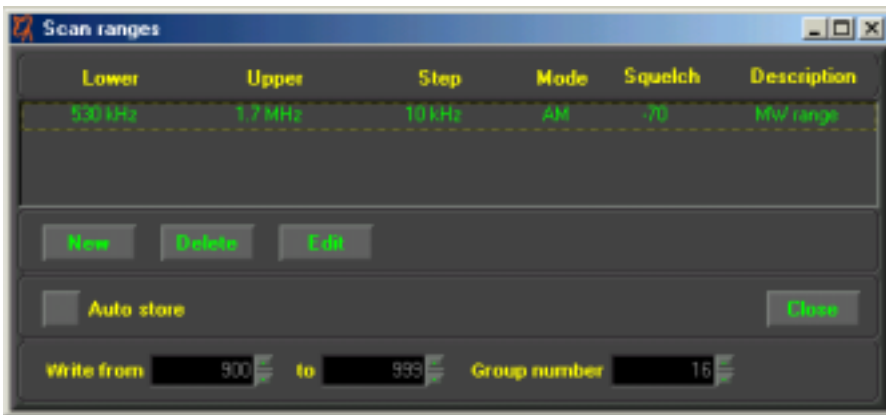 Scan ranges
Lower Upper Step Mode Squelch Description
530 kHz 1.7 MHz 10 kHz AM -70 MW range
New Delete Edit
Auto store Close
Write from 900 to 999 Group number 16